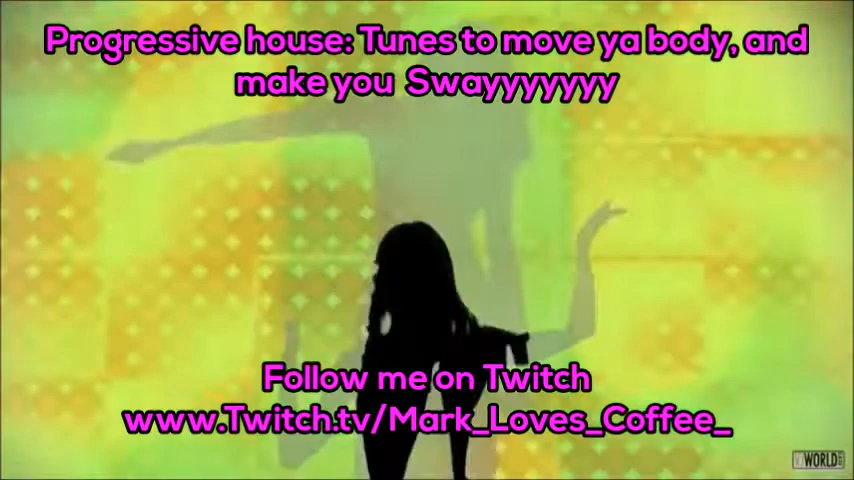 Progressive house: Tunes to move ya body, and
make you Swayyyyyyy
Follow me on Twitch
www.Twitch.tv/Mark_Loves_Coffee_
WORLD